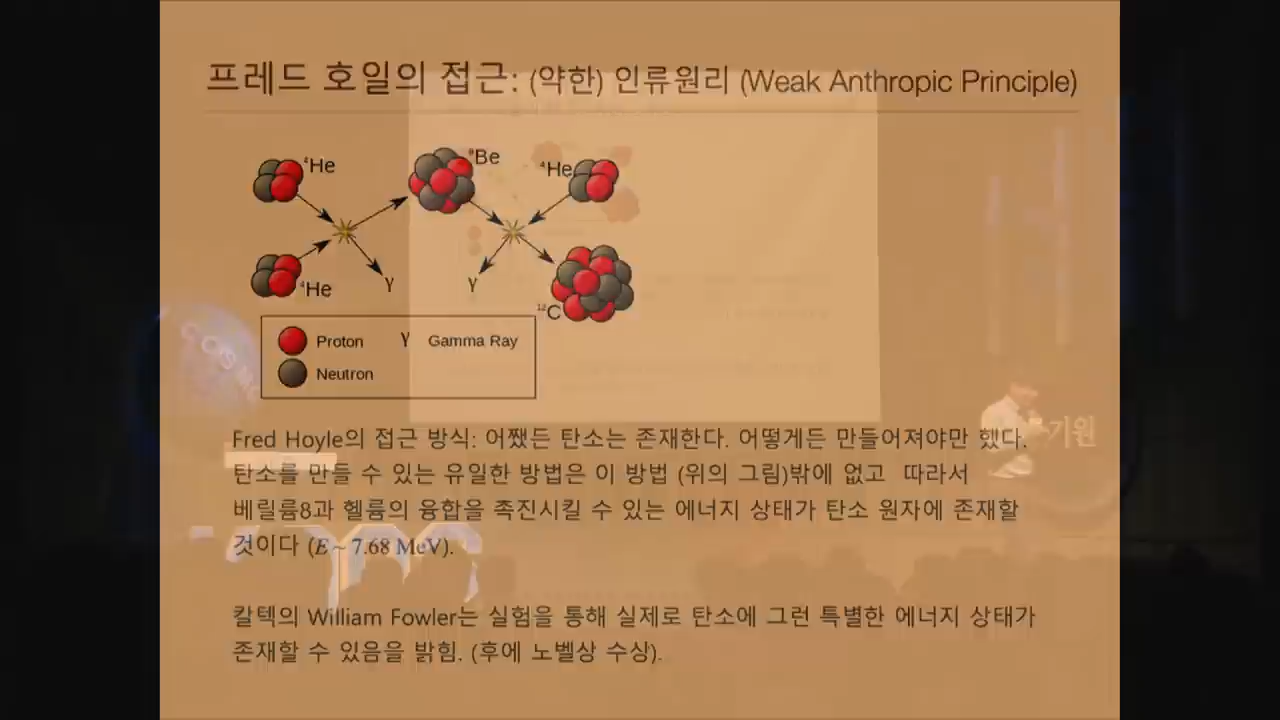 프레드 호일의 접근: (약한) 인류원리 (Weak Anthropic Principle)
⁴He
⁸Be
⁴He
⁴He
γ
γ
¹²C
Proton
γ
Gamma Ray
Neutron
Fred Hoyle의 접근 방식: 어쨌든 탄소는 존재한다. 어떻게든 만들어져야만 했다.
탄소를 만들 수 있는 유일한 방법은 이 방법 (위의 그림)밖에 없고 따라서
베릴륨8과 헬륨의 융합을 촉진시킬 수 있는 에너지 상태가 탄소 원자에 존재할
것이다 (E ~ 7.68 MeV).
칼텍의 William Fowler는 실험을 통해 실제로 탄소에 그런 특별한 에너지 상태가
존재할 수 있음을 밝힘. (후에 노벨상 수상).
기원